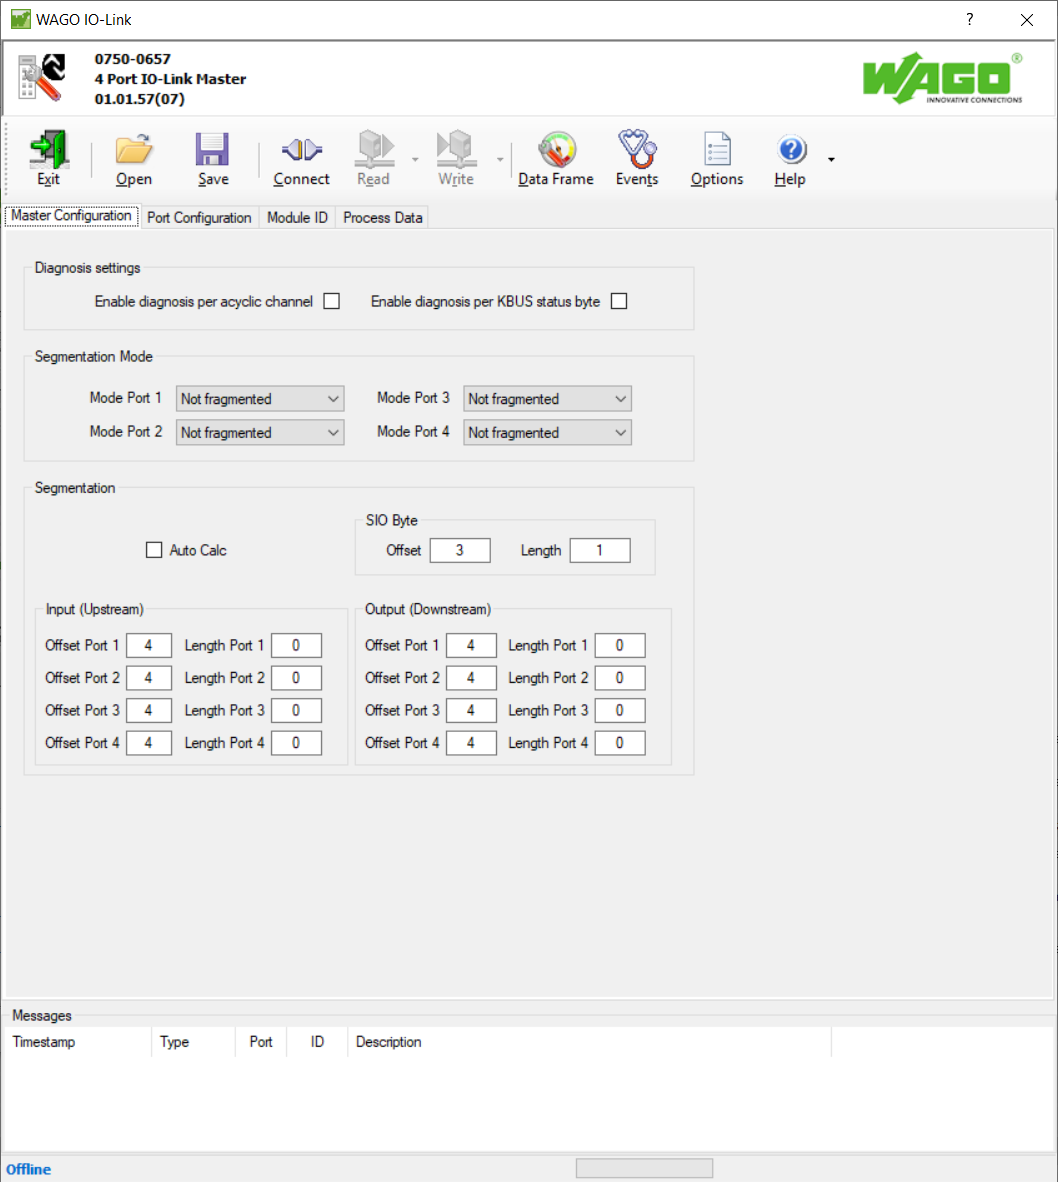 WAGO IO-Link
?
0750-0657
4 Port IO-Link Master
01.01.57(07)
WAGO®
INNOVATIVE CONNECTIONS
Exit Open Save Connect Read Write Data Frame Events Options Help
Master Configuration Port Configuration Module ID Process Data
Diagnosis settings
Enable diagnosis per acyclic channel Enable diagnosis per KBUS status byte
Segmentation Mode
Mode Port 1 Not fragmented Mode Port 3 Not fragmented
Mode Port 2 Not fragmented Mode Port 4 Not fragmented
Segmentation
SIO Byte
Auto Calc Offset 3 Length 1
Input (Upstream) Output (Downstream)
Offset Port 1 4 Length Port 1 0 Offset Port 1 4 Length Port 1 0
Offset Port 2 4 Length Port 2 0 Offset Port 2 4 Length Port 2 0
Offset Port 3 4 Length Port 3 0 Offset Port 3 4 Length Port 3 0
Offset Port 4 4 Length Port 4 0 Offset Port 4 4 Length Port 4 0
Messages
Timestamp Type Port ID Description
Offline